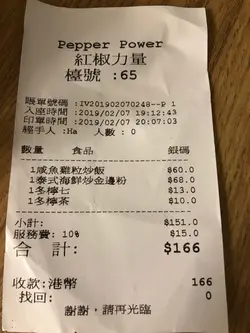 Pepper Power
紅椒力量
檯號 :65
賬單號碼 :IV201902070248--P 1
入座時間 :2019/02/07 19:12:43
印單時間 :2019/02/07 20:07:03
經手人 :Ha 人數 : 0
數量 食品 銀碼
1咸魚雞粒炒飯 $60.0
1泰式海鮮炒金邊粉 $68.0
1冬檸七 $13.0
1冬檸茶 $10.0
小計: $151.0
服務費: 10% $15.0
合 計: $166
收款:港幣 166
找回: 0
謝謝，請再光臨